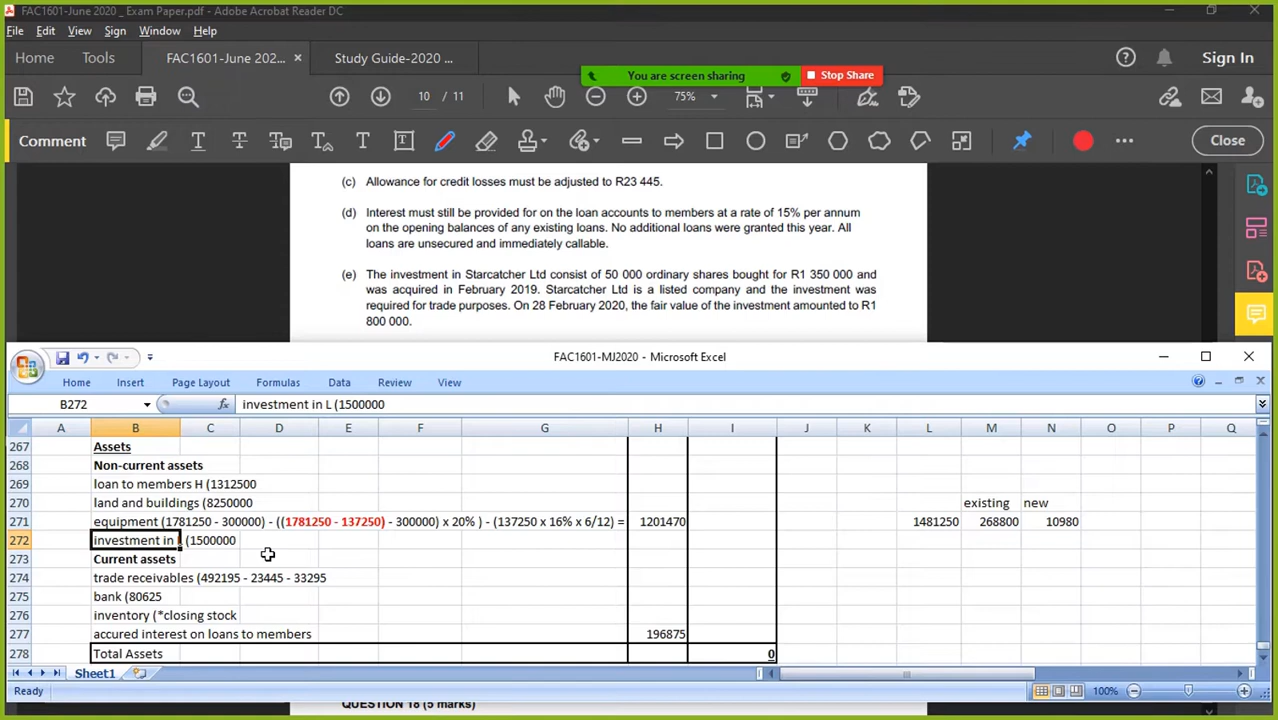 FAC1601-June 2020 _ Exam Paper.pdf - Adobe Acrobat Reader DC
File Edit View Sign Window Help
Home Tools FAC1601-June 202... × Study Guide-2020 ... Sign In
You are screen sharing Stop Share
10 / 11 75%
Comment Close
(c) Allowance for credit losses must be adjusted to R23 445.
(d) Interest must still be provided for on the loan accounts to members at a rate of 15% per annum
on the opening balances of any existing loans. No additional loans were granted this year. All
loans are unsecured and immediately callable.
(e) The investment in Starcatcher Ltd consist of 50 000 ordinary shares bought for R1 350 000 and
was acquired in February 2019. Starcatcher Ltd is a listed company and the investment was
required for trade purposes. On 28 February 2020, the fair value of the investment amounted to R1
800 000.
FAC1601-MJ2020 - Microsoft Excel
Home Insert Page Layout Formulas Data Review View
B272 fx investment in L (1500000
A B C D E F G H I J K L M N O P Q
267 Assets
268 Non-current assets
269 loan to members H (1312500
270 land and buildings (8250000 existing new
271 equipment (1781250 - 300000) - ((1781250 - 137250) - 300000) x 20% ) - (137250 x 16% x 6/12) = 1201470 1481250 268800 10980
272 investment in L (1500000
273 Current assets
274 trade receivables (492195 - 23445 - 33295
275 bank (80625
276 inventory (*closing stock
277 accured interest on loans to members 196875
278 Total Assets 0
Sheet1
Ready 100%
QUESTION 18 (5 marks)